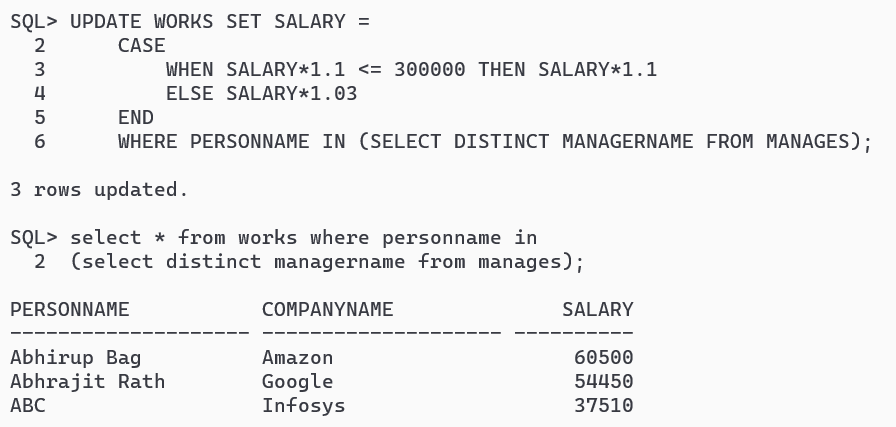 SQL> UPDATE WORKS SET SALARY =
  2      CASE
  3          WHEN SALARY*1.1 <= 300000 THEN SALARY*1.1
  4          ELSE SALARY*1.03
  5      END
  6      WHERE PERSONNAME IN (SELECT DISTINCT MANAGERNAME FROM MANAGES);

3 rows updated.

SQL> select * from works where personname in
  2  (select distinct managername from manages);

PERSONNAME           COMPANYNAME              SALARY
-------------------- -------------------- ----------
Abhirup Bag          Amazon                    60500
Abhrajit Rath        Google                    54450
ABC                  Infosys                   37510